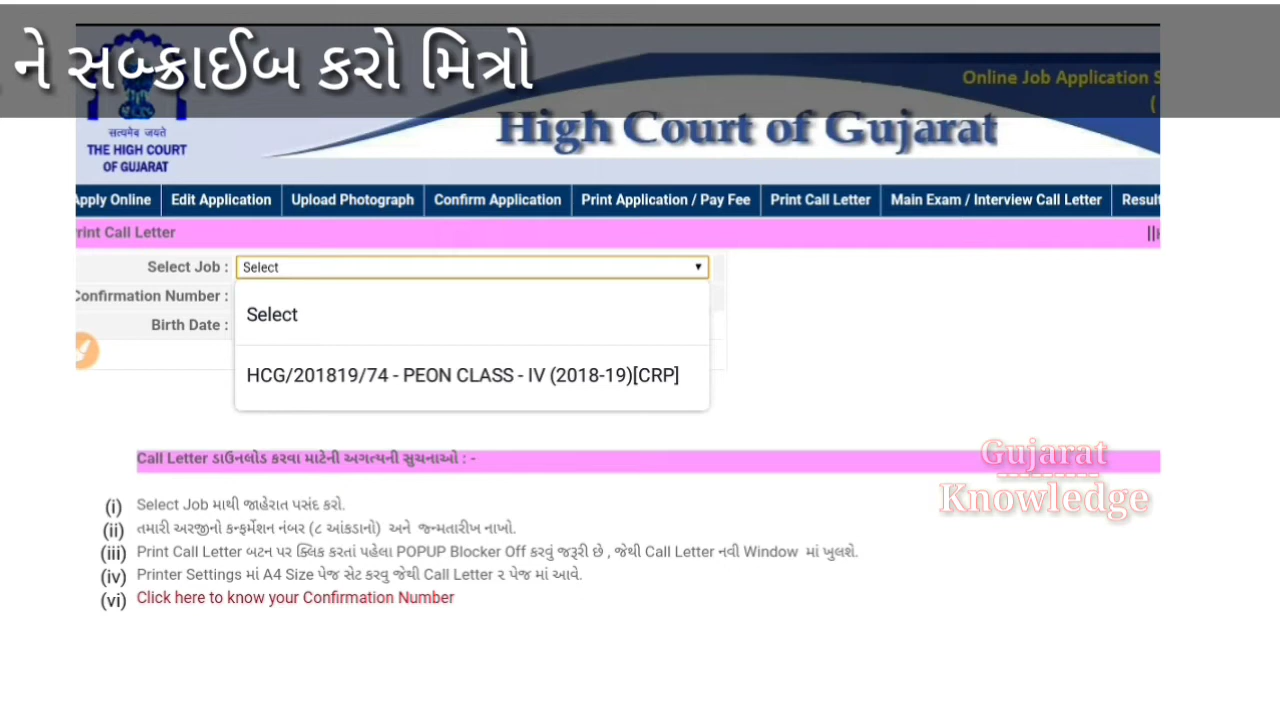 ને સબ્સ્ક્રાઈબ કરો મિત્રો
Online Job Application S
(
High Court of Gujarat
सत्यमेव जयते
THE HIGH COURT
OF GUJARAT
Apply Online Edit Application Upload Photograph Confirm Application Print Application / Pay Fee Print Call Letter Main Exam / Interview Call Letter Result
Print Call Letter
Select Job : Select
Confirmation Number :
Birth Date :
Select
HCG/201819/74 - PEON CLASS - IV (2018-19)[CRP]
Call Letter ડાઉનલોડ કરવા માટેની અગત્યની સુચનાઓ : -
Gujarat
Knowledge
(i) Select Job માથી જાહેરાત પસંદ કરો.
(ii) તમારી અરજીનો કન્ફર્મેશન નંબર (૮ આંકડાનો) અને જન્મતારીખ નાખો.
(iii) Print Call Letter બટન પર ક્લિક કરતાં પહેલા POPUP Blocker Off કરવું જરૂરી છે , જેથી Call Letter નવી Window માં ખુલશે.
(iv) Printer Settings માં A4 Size પેજ સેટ કરવુ જેથી Call Letter ૨ પેજ માં આવે.
(vi) Click here to know your Confirmation Number